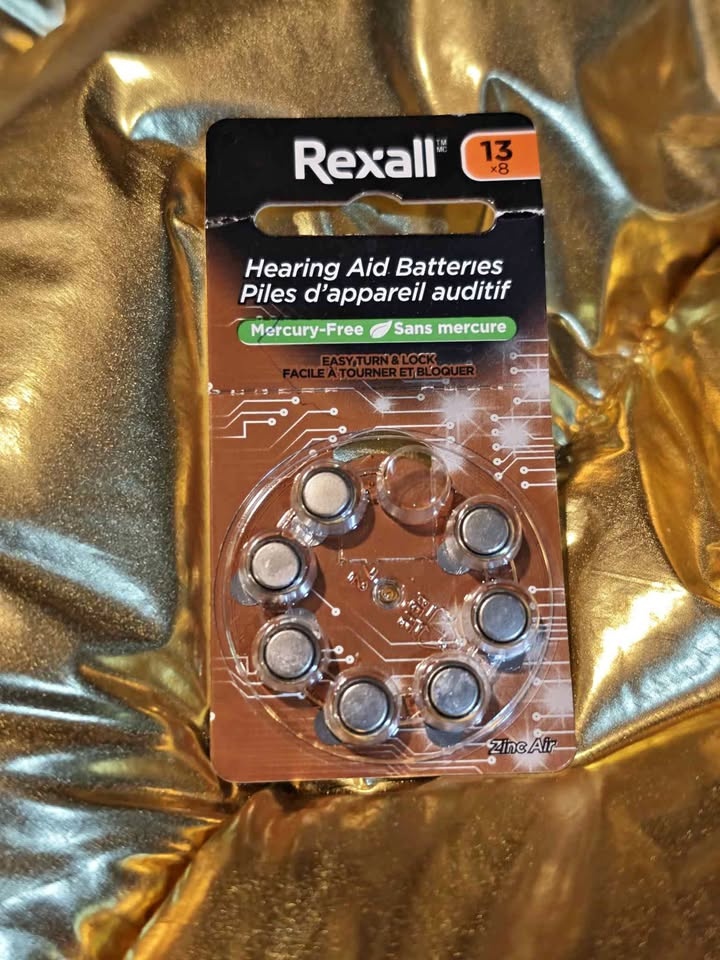 Rexall TM MC
13
x8
Hearing Aid Batteries
Piles d'appareil auditif
Mercury-Free Sans mercure
EASY TURN & LOCK
FACILE À TOURNER ET BLOQUER
Zinc Air